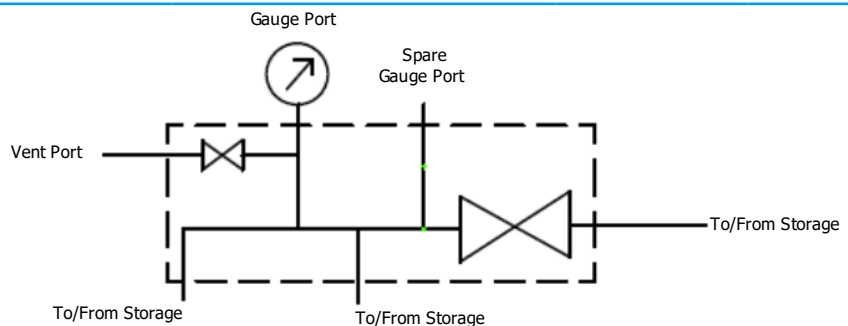 Gauge Port
Spare
Gauge Port
Vent Port
To/From Storage
To/From Storage
To/From Storage